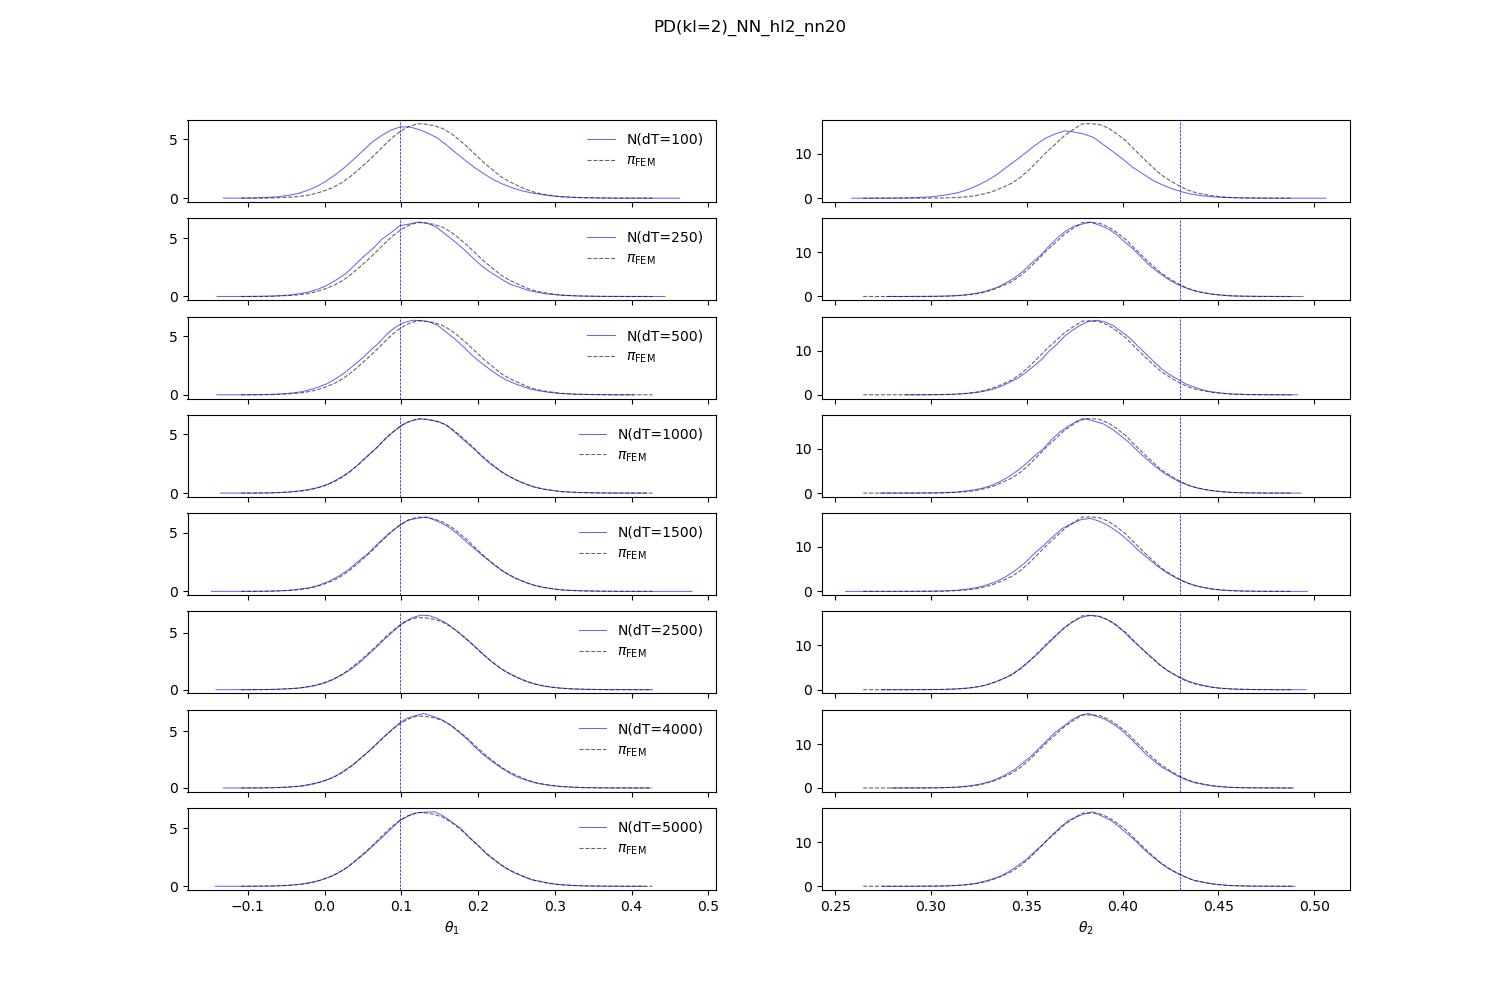 PD(kl=2)_NN_hl2_nn20
5
0
N(dT=100)
πFEM
10
0
5
0
N(dT=250)
πFEM
10
0
5
0
N(dT=500)
πFEM
10
0
5
0
N(dT=1000)
πFEM
10
0
5
0
N(dT=1500)
πFEM
10
0
5
0
N(dT=2500)
πFEM
10
0
5
0
N(dT=4000)
πFEM
10
0
5
0
N(dT=5000)
πFEM
10
0
−0.1 0.0 0.1 0.2 0.3 0.4 0.5
θ1
0.25 0.30 0.35 0.40 0.45 0.50
θ2